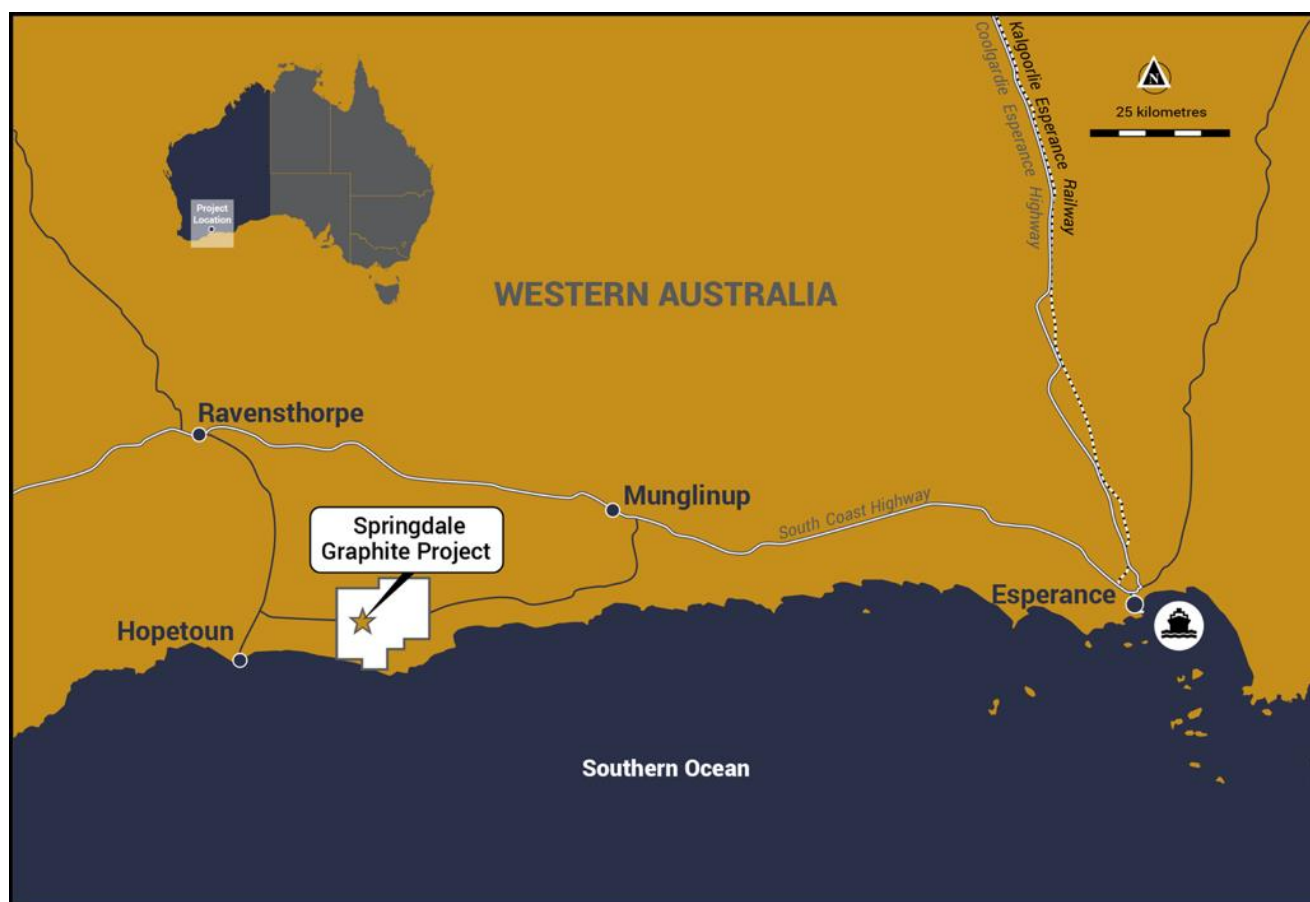 Kalgoorlie Esperance Railway
Coolgardie Esperance Highway
N
25 kilometres
Project
Location
WESTERN AUSTRALIA
Ravensthorpe
Munglinup
South Coast Highway
Springdale
Graphite Project
Esperance
Hopetoun
Southern Ocean